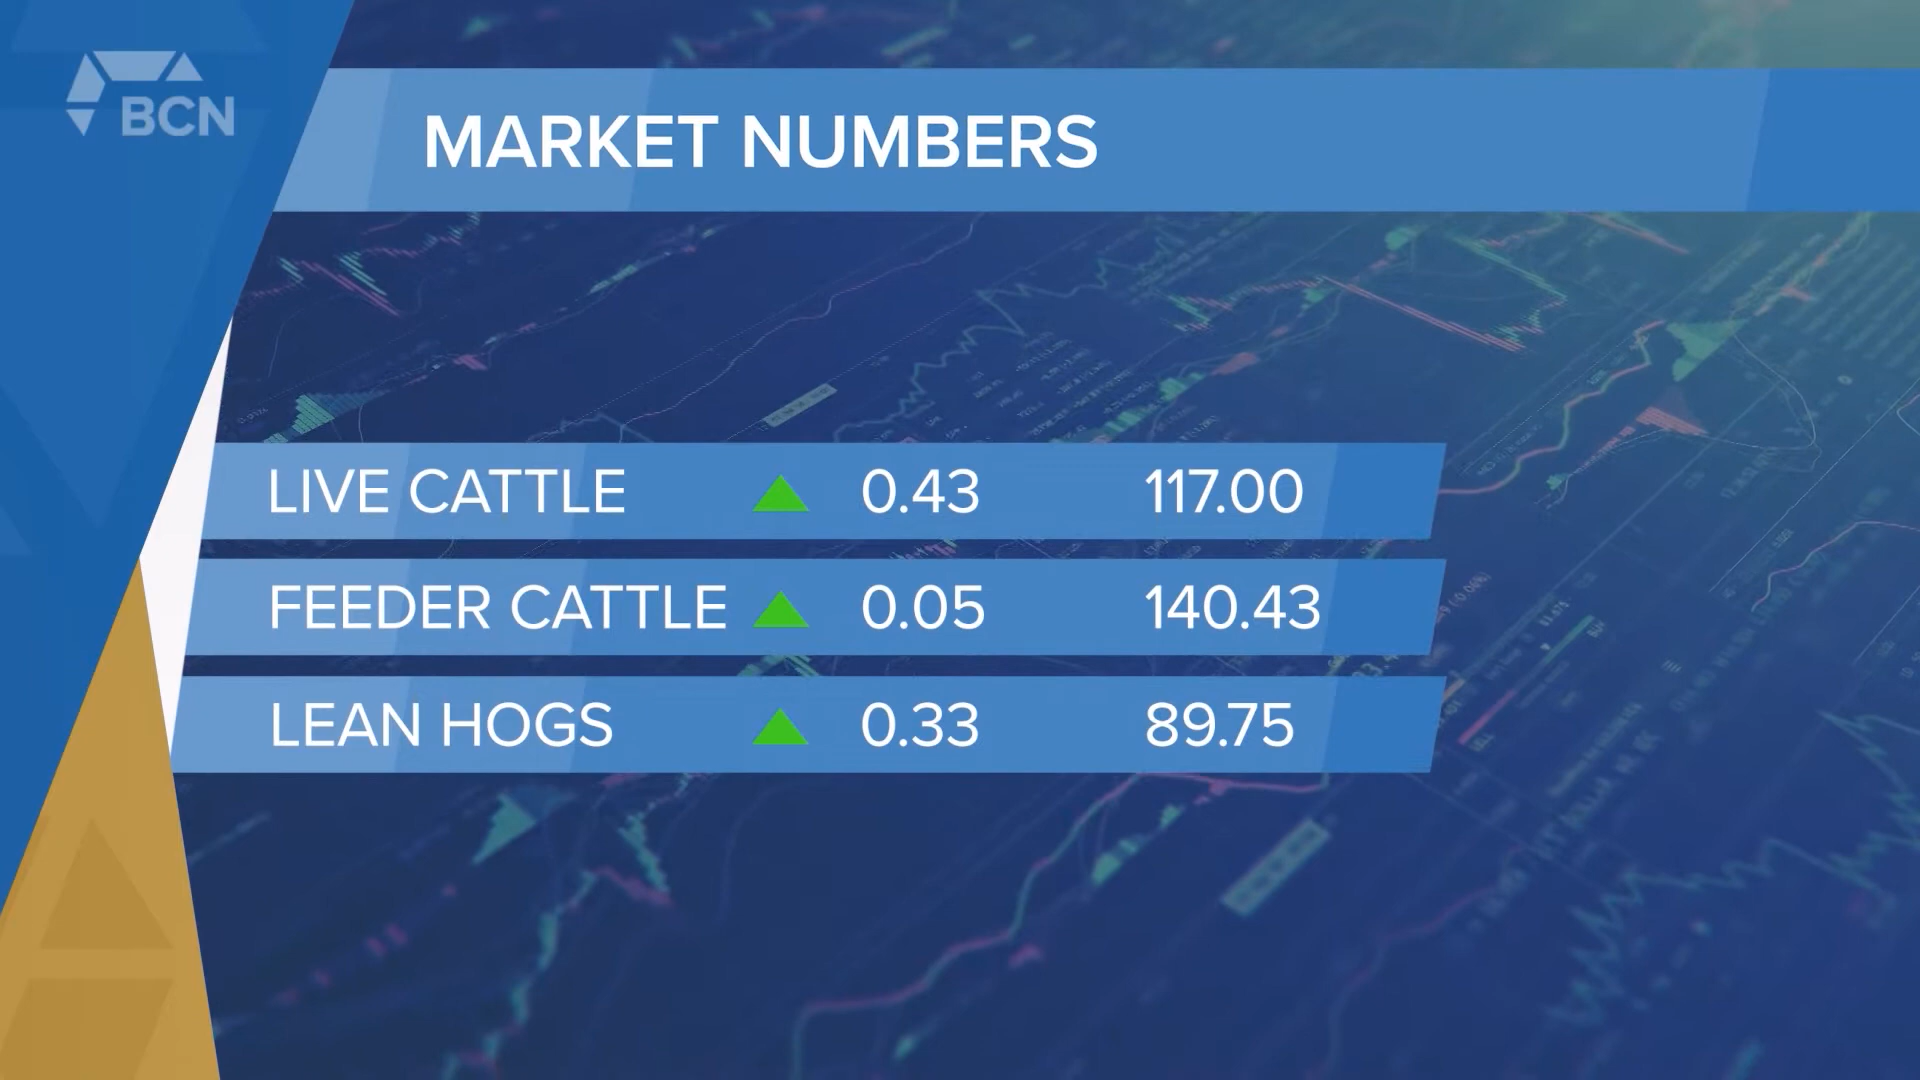 BCN
MARKET NUMBERS
LIVE CATTLE 0.43 117.00
FEEDER CATTLE 0.05 140.43
LEAN HOGS 0.33 89.75